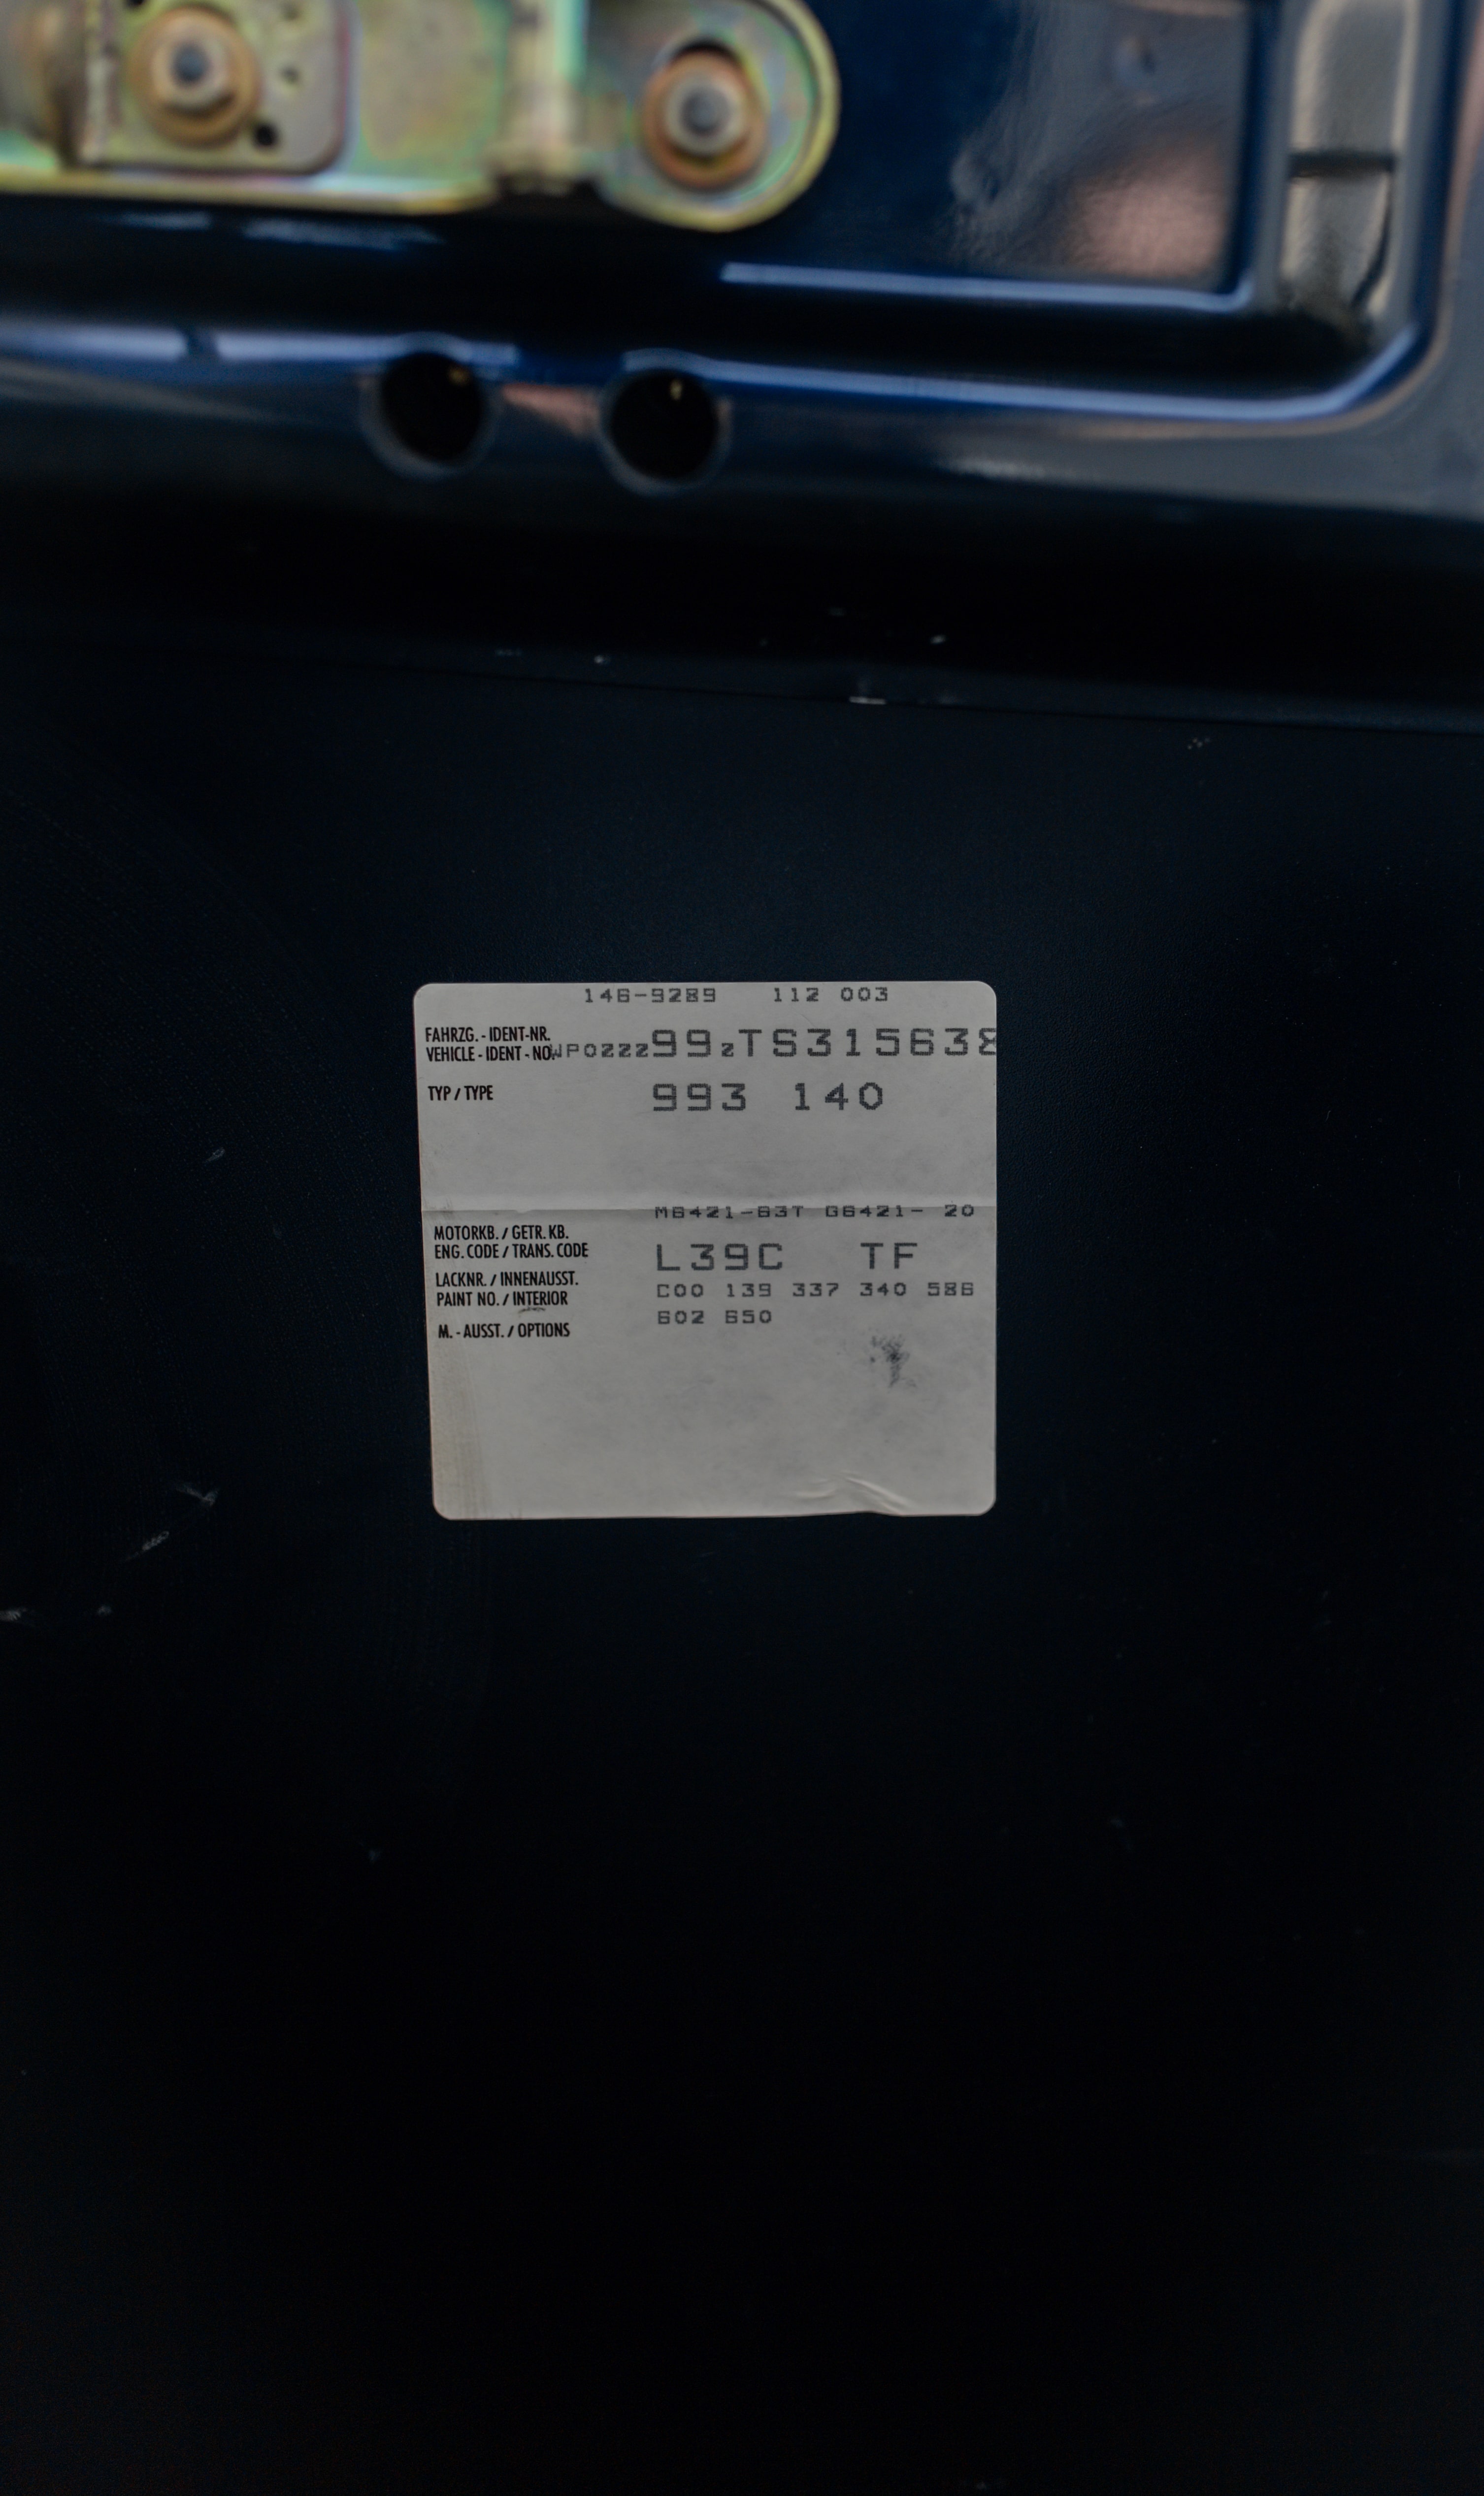 146-9289 112 003
FAHRZG.-IDENT-NR.
VEHICLE-IDENT-NO. WP0ZZZ99ZTS315638
TYP / TYPE 993 140
M6421-63T G6421- 20
MOTORKB. / GETR. KB.
ENG. CODE / TRANS. CODE
L39C TF
LACKNR. / INNENAUSST.
PAINT NO. / INTERIOR
C00 139 337 340 586
M.-AUSST. / OPTIONS
602 650